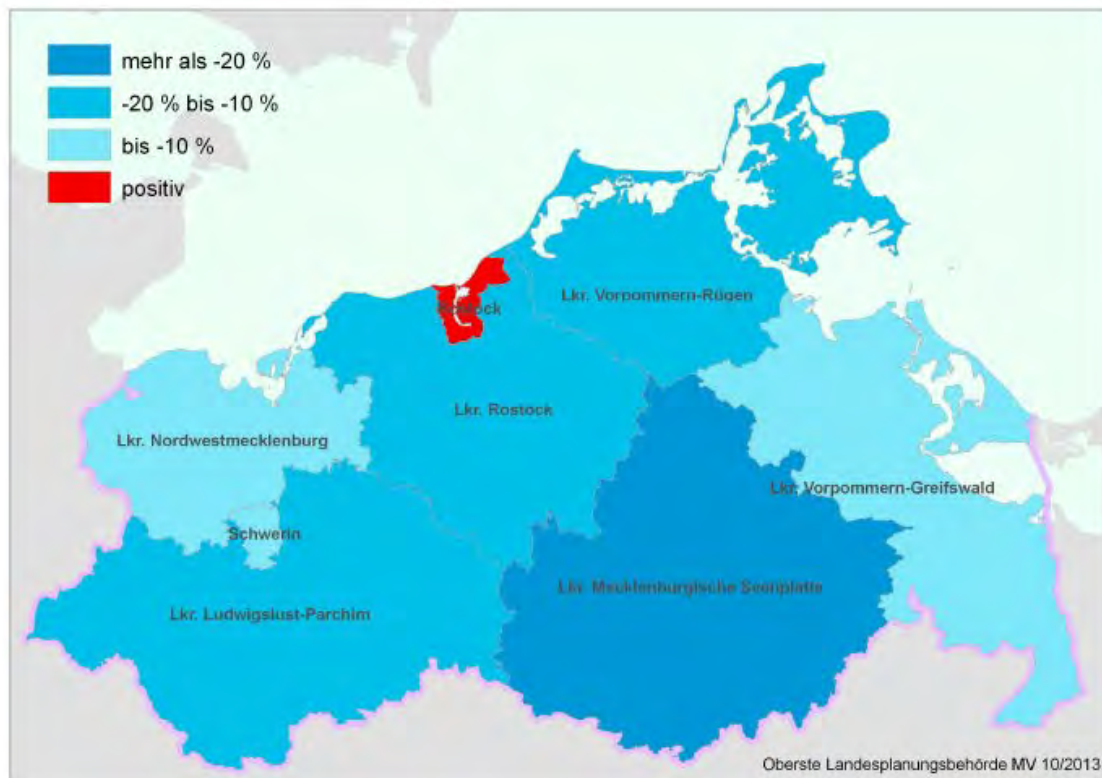 mehr als -20 %
-20 % bis -10 %
bis -10 %
positiv
Lkr. Vorpommern-Rügen
Rostock
Lkr. Rostock
Lkr. Nordwestmecklenburg
Lkr. Vorpommern-Greifswald
Schwerin
Lkr. Mecklenburgische Seenplatte
Lkr. Ludwigslust-Parchim
Oberste Landesplanungsbehörde MV 10/2013